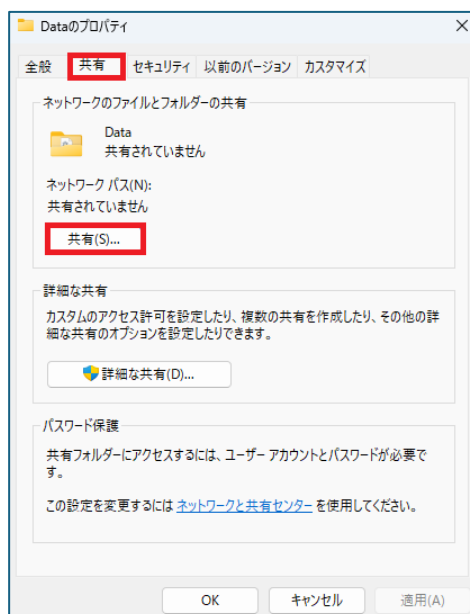 Dataのプロパティ
全般 共有 セキュリティ 以前のバージョン カスタマイズ
ネットワークのファイルとフォルダーの共有
Data
共有されていません
ネットワーク パス(N):
共有されていません
共有(S)...
詳細な共有
カスタムのアクセス許可を設定したり、複数の共有を作成したり、その他の詳
細な共有のオプションを設定したりできます。
詳細な共有(D)...
パスワード保護
共有フォルダーにアクセスするには、ユーザー アカウントとパスワードが必要で
す。
この設定を変更するには ネットワークと共有センター を使用してください。
OK キャンセル 適用(A)